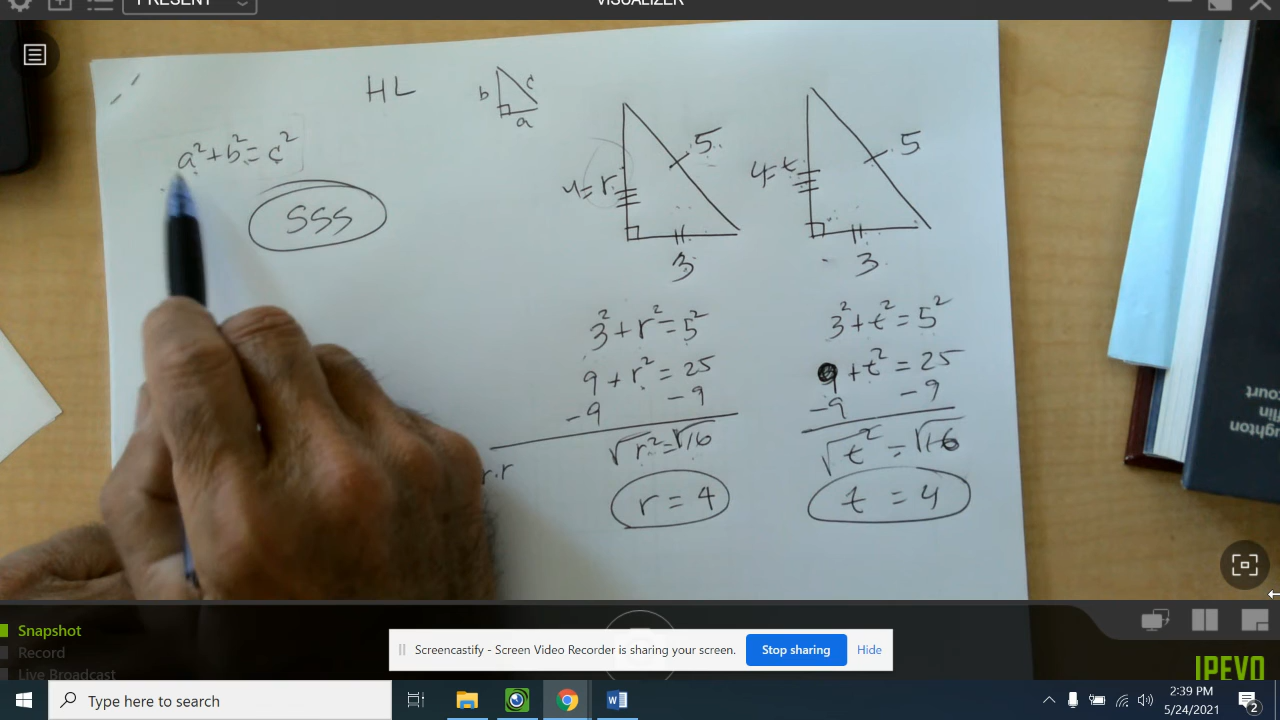 PRESENT
VISUALIZER
HL
b
c
a
a²+b²=c²
SSS
4=r
5
3
4=t
5
3
3²+r²=5²
9+r²=25
-9 -9
√r²=√16
r=4
r.r
3²+t²=5²
9+t²=25
-9 -9
√t²=√16
t=4
Snapshot
Record
Live Broadcast
Screencastify - Screen Video Recorder is sharing your screen.
Stop sharing
Hide
IPEVO
Type here to search
2:39 PM
5/24/2021
2